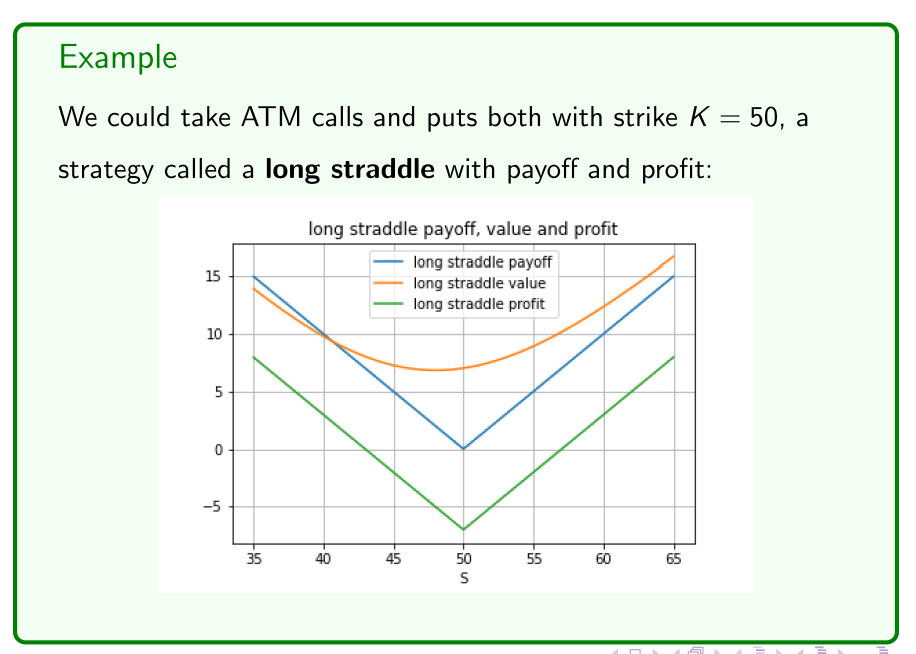 Example
We could take ATM calls and puts both with strike K = 50, a
strategy called a long straddle with payoff and profit:
long straddle payoff, value and profit
long straddle payoff
long straddle value
long straddle profit
15
10
5
0
−5
35 40 45 50 55 60 65
S